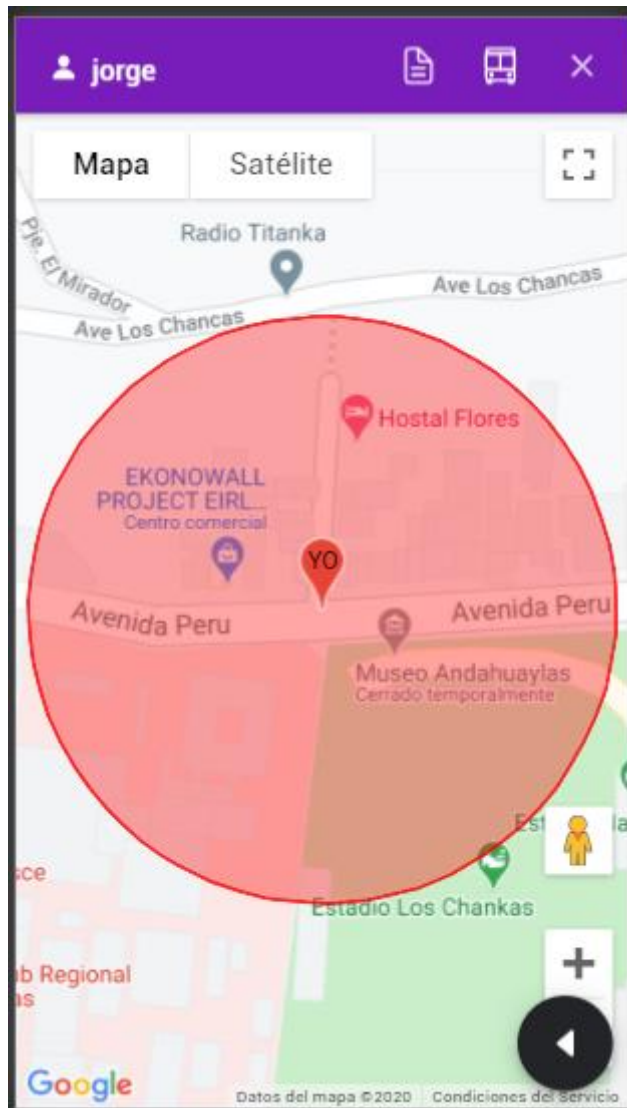 jorge
Mapa
Satélite
Radio Titanka
Pje. El Mirador
Ave Los Chancas
Ave Los Chancas
Hostal Flores
EKONOWALL
PROJECT EIRL...
Centro comercial
YO
Avenida Peru
Avenida Peru
Museo Andahuaylas
Cerrado temporalmente
Estadio Los Chankas
Regional
Google
Datos del mapa ©2020
Condiciones del Servicio